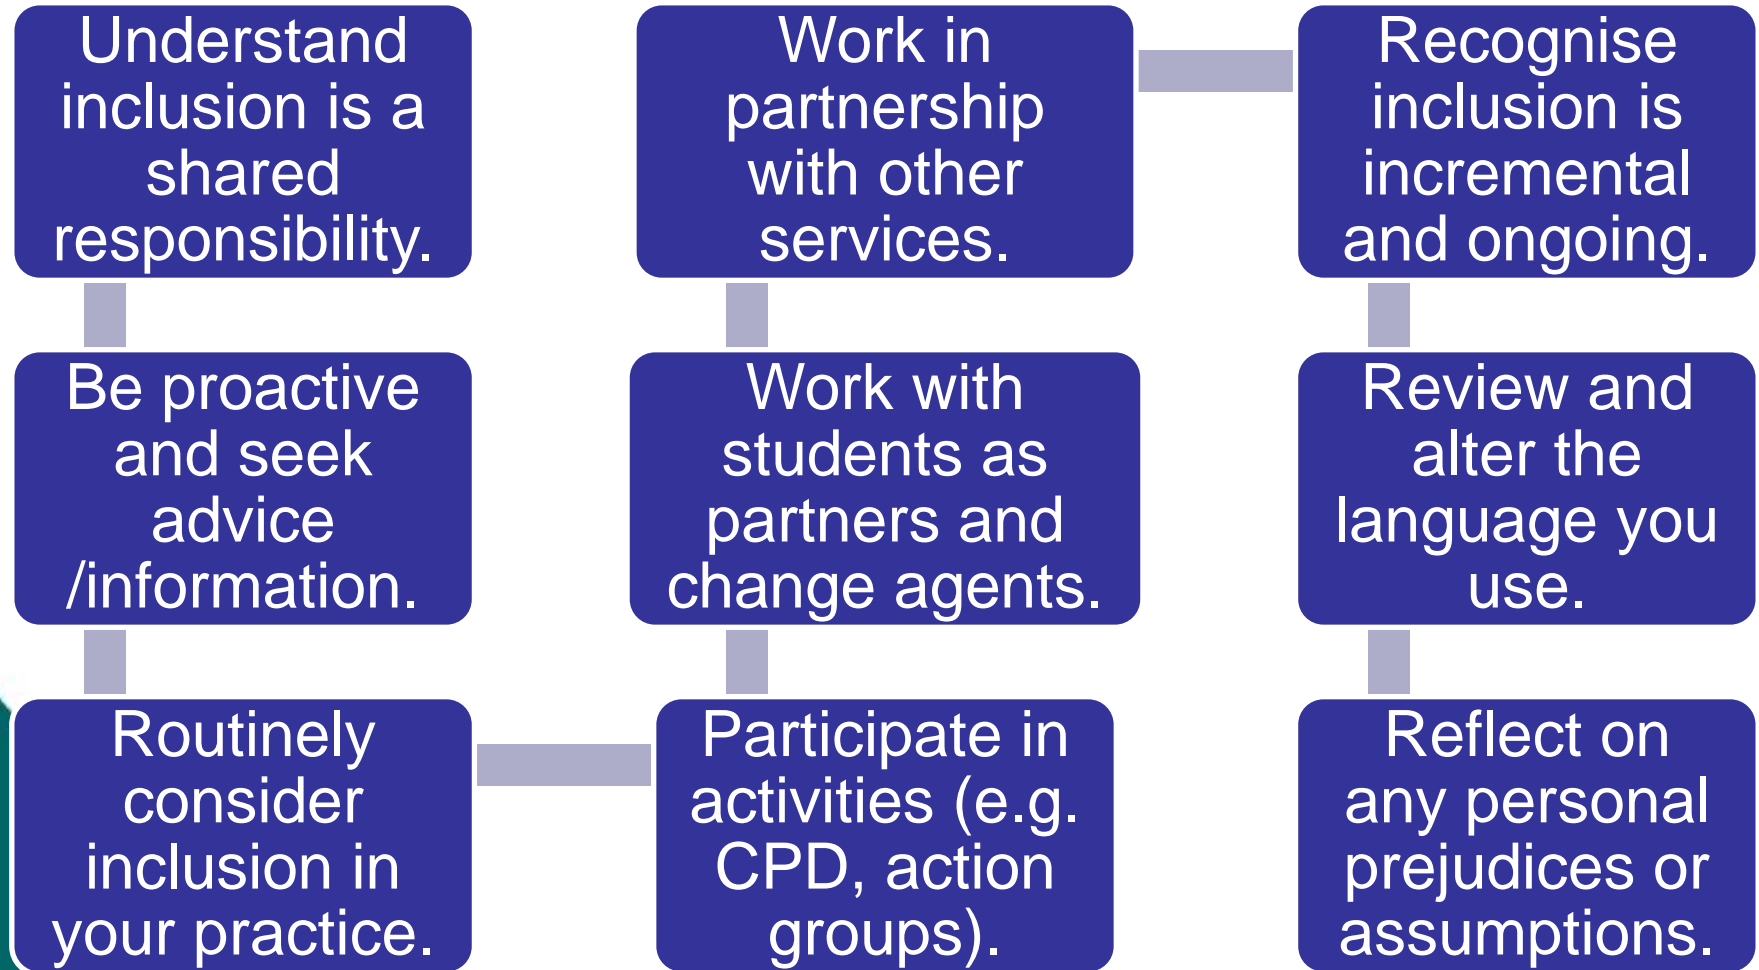 Understand
inclusion is a
shared
responsibility.
Be proactive
and seek
advice
/information.
Routinely
consider
inclusion in
your practice.
Participate in
activities (e.g.
CPD, action
groups).
Work with
students as
partners and
change agents.
Work in
partnership
with other
services.
Recognise
inclusion is
incremental
and ongoing.
Review and
alter the
language you
use.
Reflect on
any personal
prejudices or
assumptions.